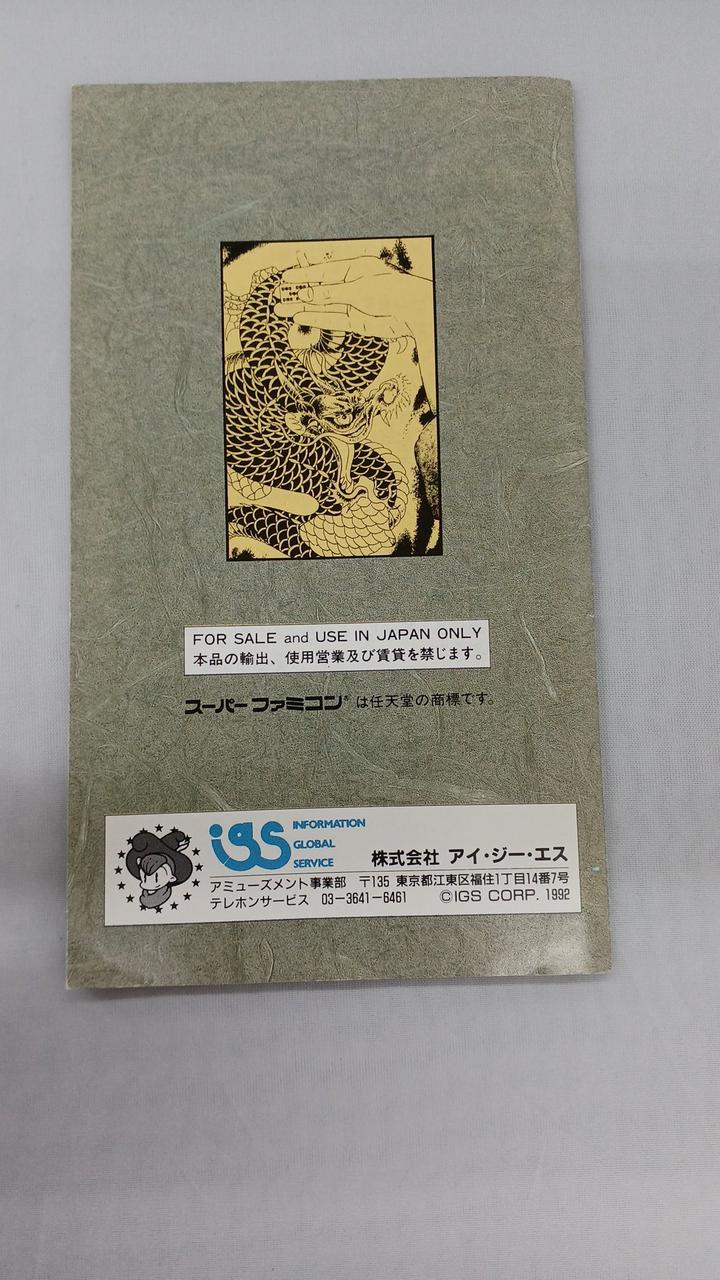 FOR SALE and USE IN JAPAN ONLY
本品の輸出、使用営業及び賃貸を禁じます。
スーパーファミコン® は任天堂の商標です。
igs INFORMATION
GLOBAL
SERVICE
株式会社 アイ・ジー・エス
アミューズメント事業部 〒135 東京都江東区福住1丁目14番7号
テレホンサービス 03-3641-6461 ©IGS CORP. 1992